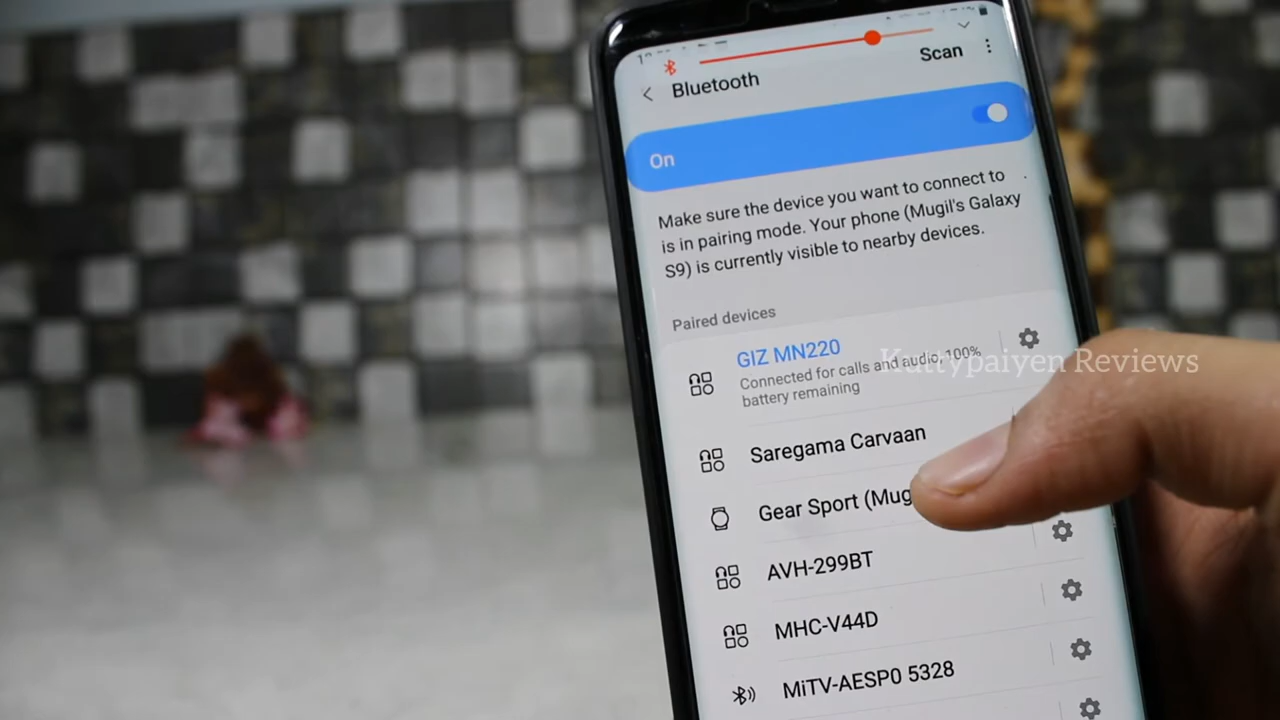 Scan
Bluetooth
On
Make sure the device you want to connect to
is in pairing mode. Your phone (Mugil's Galaxy
S9) is currently visible to nearby devices.
Paired devices
GIZ MN220
Connected for calls and audio, 100%
battery remaining
Kuttypaiyen Reviews
Saregama Carvaan
Gear Sport (Mug
AVH-299BT
MHC-V44D
MiTV-AESP0 5328